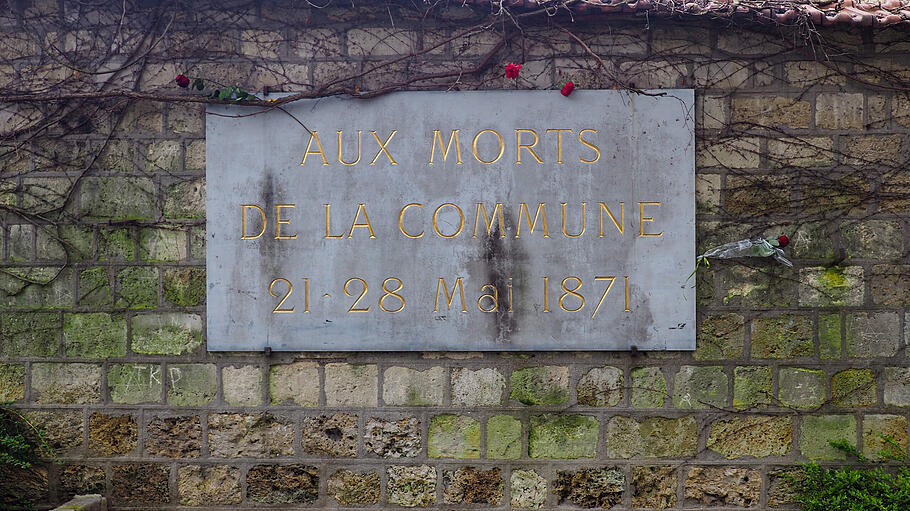 AUX MORTS
DE LA COMMUNE
21·28 Mai 1871